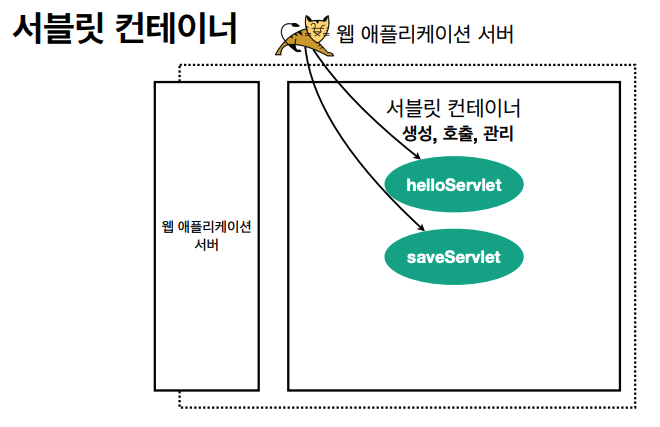 서블릿 컨테이너
웹 애플리케이션 서버
서블릿 컨테이너
생성, 호출, 관리
helloServlet
웹 애플리케이션
서버
saveServlet